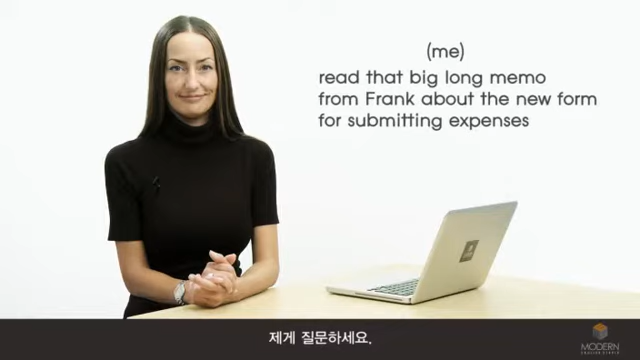 (me)
read that big long memo
from Frank about the new form
for submitting expenses
제게 질문하세요.
MODERN